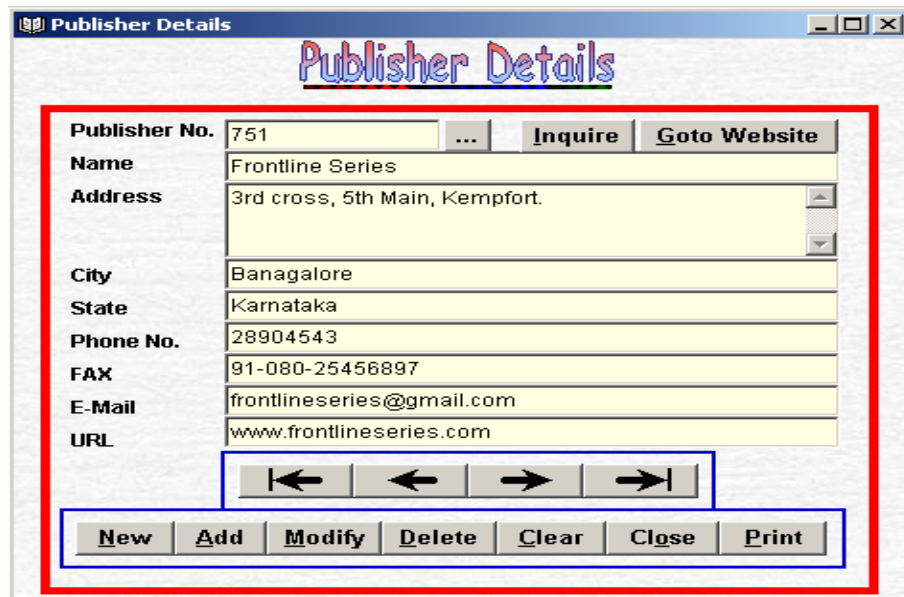 Publisher Details
Publisher Details
Publisher No. 751 ... Inquire Goto Website
Name Frontline Series
Address 3rd cross, 5th Main, Kempfort.
City Banagalore
State Karnataka
Phone No. 28904543
FAX 91-080-25456897
E-Mail frontlineseries@gmail.com
URL www.frontlineseries.com
New Add Modify Delete Clear Close Print